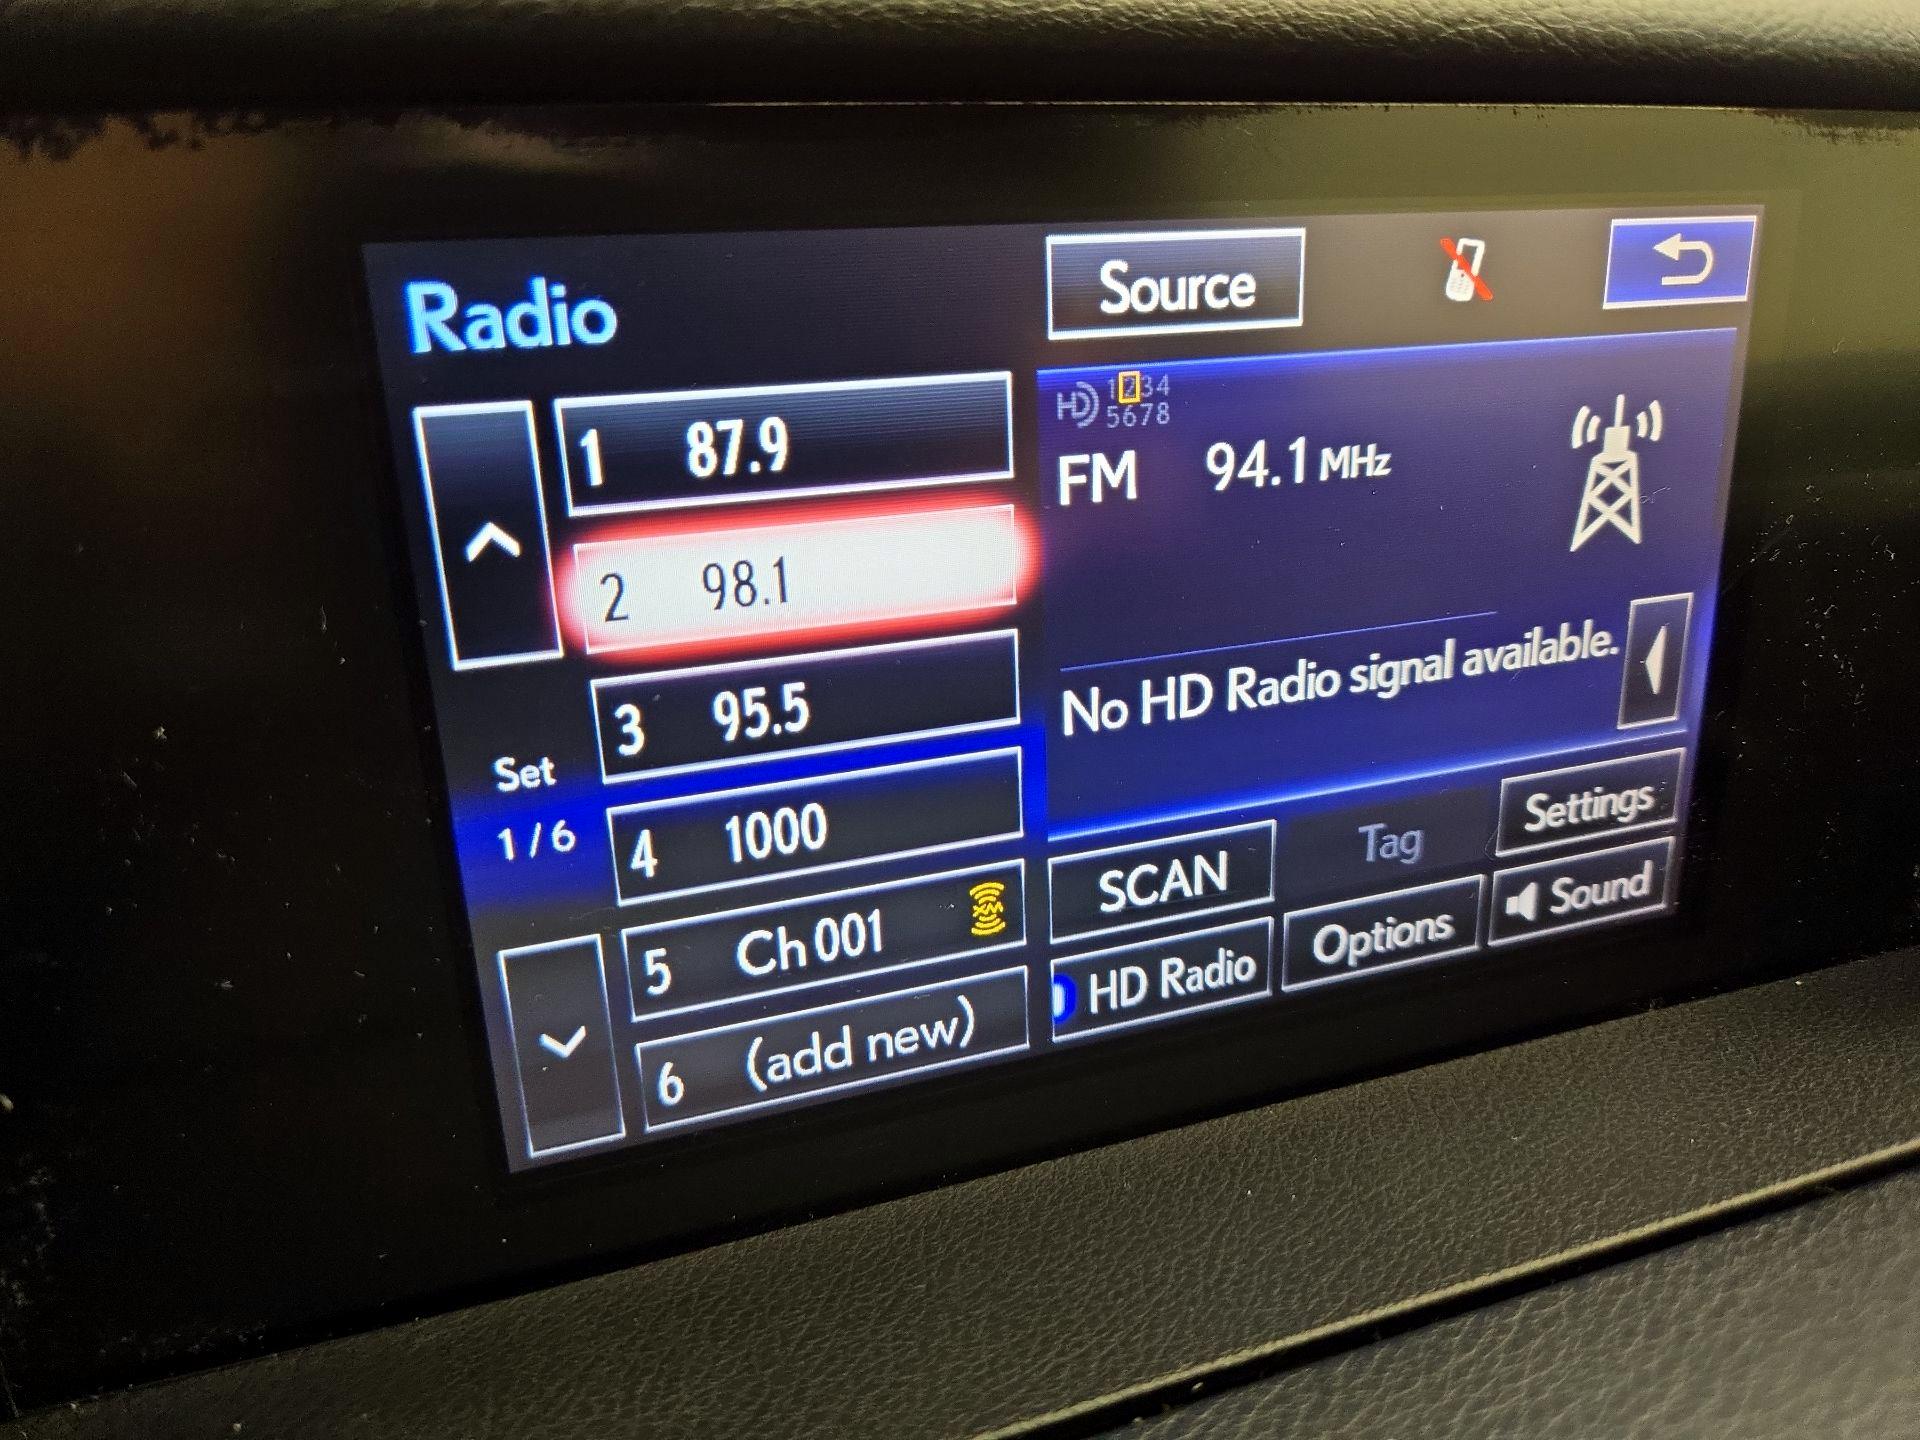 Radio
Source
1 87.9
2 98.1
3 95.5
4 1000
5 Ch 001
XM
6 (add new)
Set
1/6
HD 1234
5678
FM 94.1 MHz
No HD Radio signal available.
SCAN
Tag
Settings
HD Radio
Options
Sound